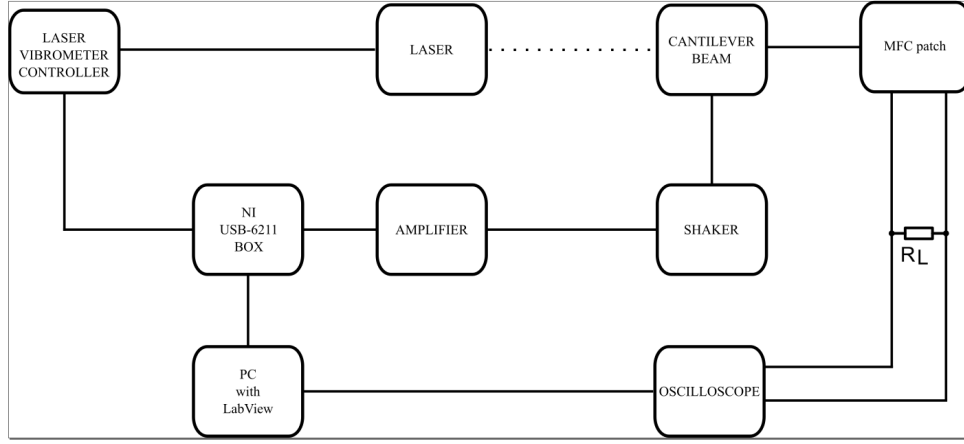 LASER
VIBROMETER
CONTROLLER
LASER
CANTILEVER
BEAM
MFC patch
NI
USB-6211
BOX
AMPLIFIER
SHAKER
RL
PC
with
LabView
OSCILLOSCOPE